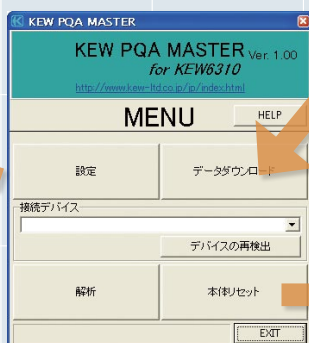 KEW PQA MASTER
KEW PQA MASTER Ver. 1.00
for KEW6310
http://www.kew-ltd.co.jp/jp/index.html
MENU HELP
設定 データダウンロード
接続デバイス
デバイスの再検出
解析 本体リセット
EXIT